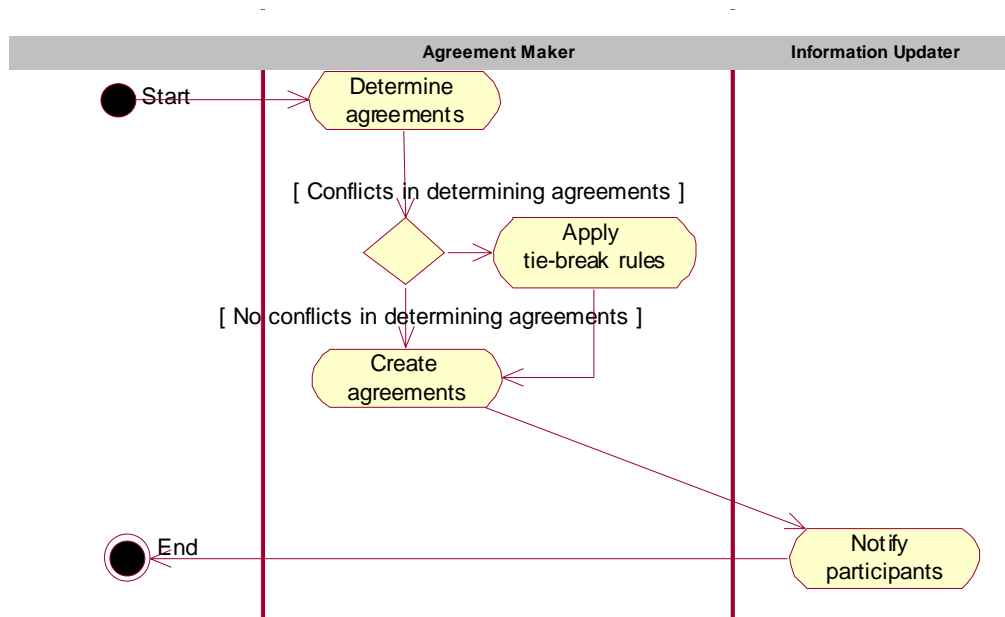 Agreement Maker
Information Updater
Start
Determine
agreements
[ Conflicts in determining agreements ]
Apply
tie-break rules
[ No conflicts in determining agreements ]
Create
agreements
End
Notify
participants